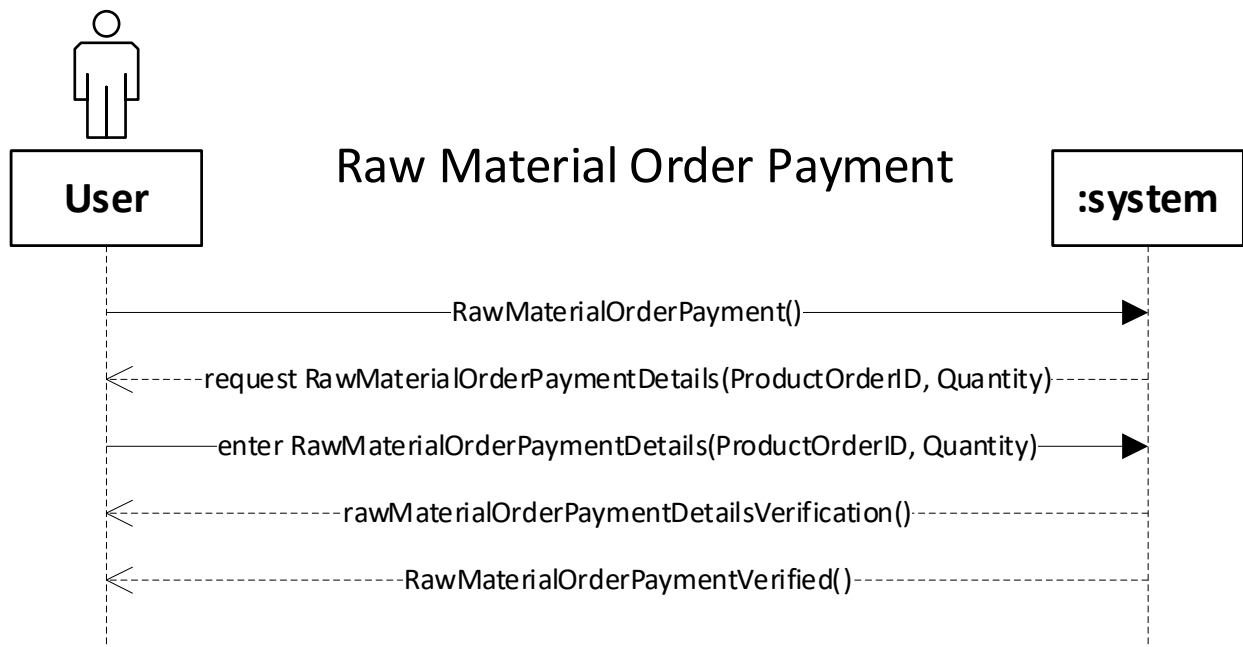 Raw Material Order Payment
User
:system
RawMaterialOrderPayment()
request RawMaterialOrderPaymentDetails(ProductOrderID, Quantity)
enter RawMaterialOrderPaymentDetails(ProductOrderID, Quantity)
rawMaterialOrderPaymentDetailsVerification()
RawMaterialOrderPaymentVerified()